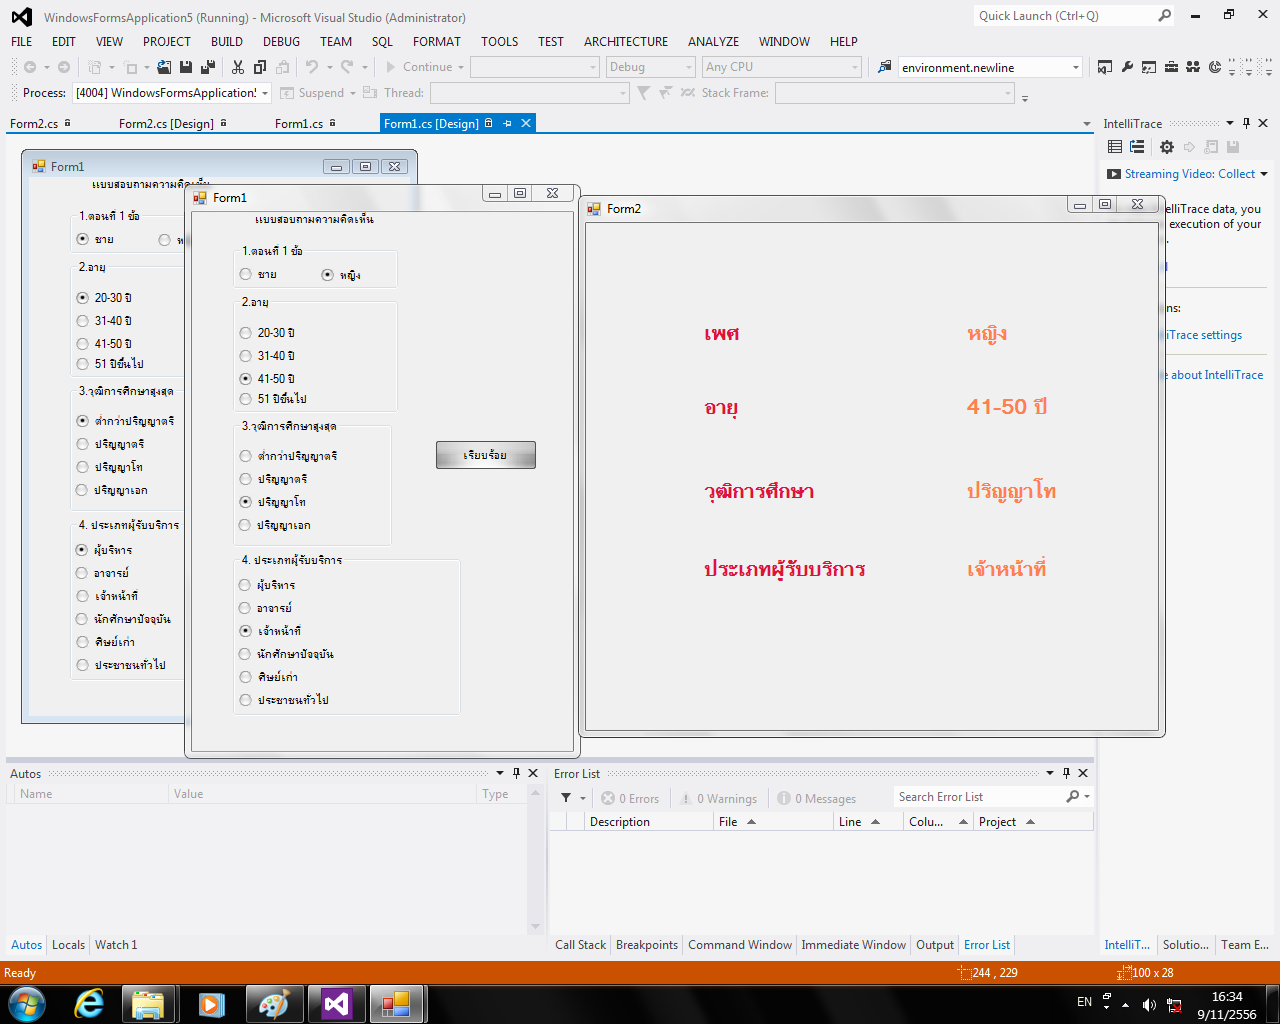 WindowsFormsApplication5 (Running) - Microsoft Visual Studio (Administrator)
Quick Launch (Ctrl+Q)
FILE EDIT VIEW PROJECT BUILD DEBUG TEAM SQL FORMAT TOOLS TEST ARCHITECTURE ANALYZE WINDOW HELP
Continue Debug Any CPU environment.newline
Process: [4004] WindowsFormsApplication5 Suspend Thread: Stack Frame:
Form2.cs Form2.cs [Design] Form1.cs Form1.cs [Design]
IntelliTrace
Streaming Video: Collect
elliTrace data, you
execution of your
ns:
liTrace settings
e about IntelliTrace
Form1
แบบสอบถามความคิดเห็น
1.ตอนที่ 1 ข้อ
ชาย
2.อายุ
20-30 ปี
31-40 ปี
41-50 ปี
51 ปีขึ้นไป
3.วุฒิการศึกษาสูงสุด
ต่ำกว่าปริญญาตรี
ปริญญาตรี
ปริญญาโท
ปริญญาเอก
4. ประเภทผู้รับบริการ
ผู้บริหาร
อาจารย์
เจ้าหน้าที่
นักศึกษาปัจจุบัน
ศิษย์เก่า
ประชาชนทั่วไป
Form1
แบบสอบถามความคิดเห็น
1.ตอนที่ 1 ข้อ
ชาย หญิง
2.อายุ
20-30 ปี
31-40 ปี
41-50 ปี
51 ปีขึ้นไป
3.วุฒิการศึกษาสูงสุด
ต่ำกว่าปริญญาตรี
ปริญญาตรี
ปริญญาโท
ปริญญาเอก
เรียบร้อย
4. ประเภทผู้รับบริการ
ผู้บริหาร
อาจารย์
เจ้าหน้าที่
นักศึกษาปัจจุบัน
ศิษย์เก่า
ประชาชนทั่วไป
Form2
เพศ หญิง
อายุ 41-50 ปี
วุฒิการศึกษา ปริญญาโท
ประเภทผู้รับบริการ เจ้าหน้าที่
Autos
Name Value Type
Error List
0 Errors 0 Warnings 0 Messages Search Error List
Description File Line Colu... Project
Autos Locals Watch 1
Call Stack Breakpoints Command Window Immediate Window Output Error List
IntelliT... Solutio... Team E...
Ready 244 , 229 100 x 28
EN 16:34
9/11/2556